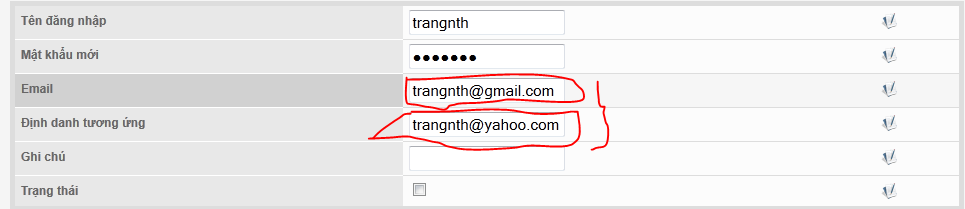 Tên đăng nhập trangnth
Mật khẩu mới •••••••
Email trangnth@gmail.com
Định danh tương ứng trangnth@yahoo.com
Ghi chú
Trạng thái